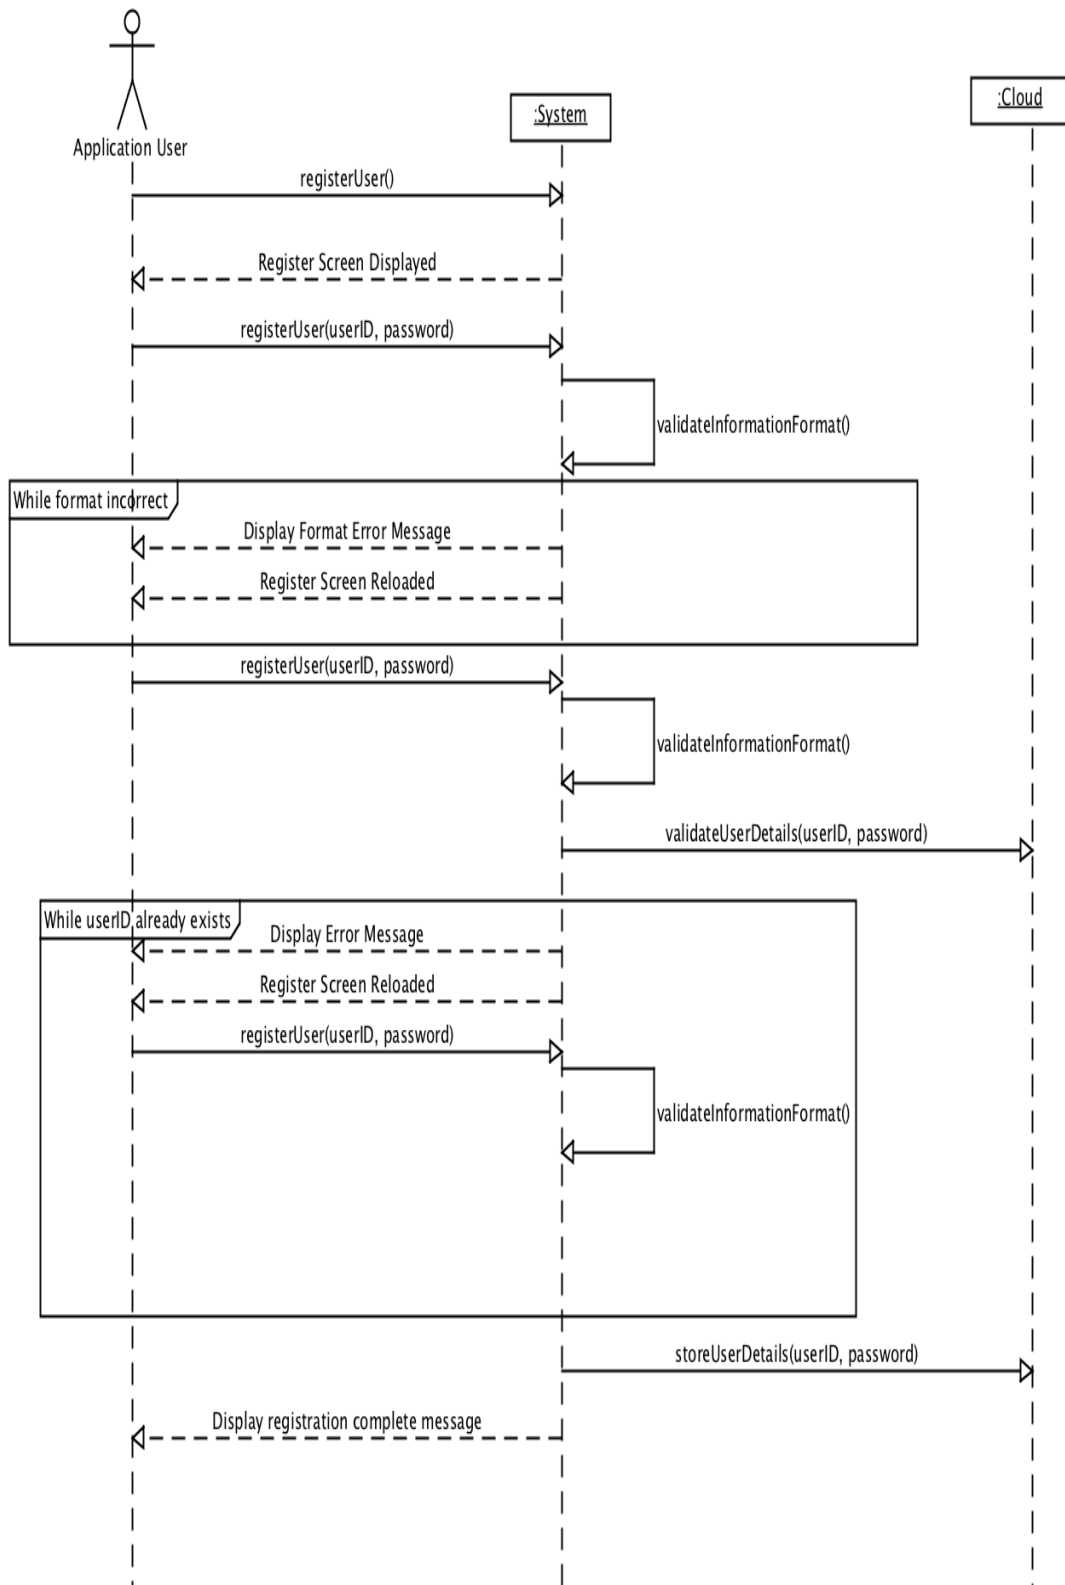 :Cloud
:System
Application User
registerUser()
Register Screen Displayed
registerUser(userID, password)
validateInformationFormat()
While format incorrect
Display Format Error Message
Register Screen Reloaded
registerUser(userID, password)
validateInformationFormat()
validateUserDetails(userID, password)
While userID already exists
Display Error Message
Register Screen Reloaded
registerUser(userID, password)
validateInformationFormat()
storeUserDetails(userID, password)
Display registration complete message